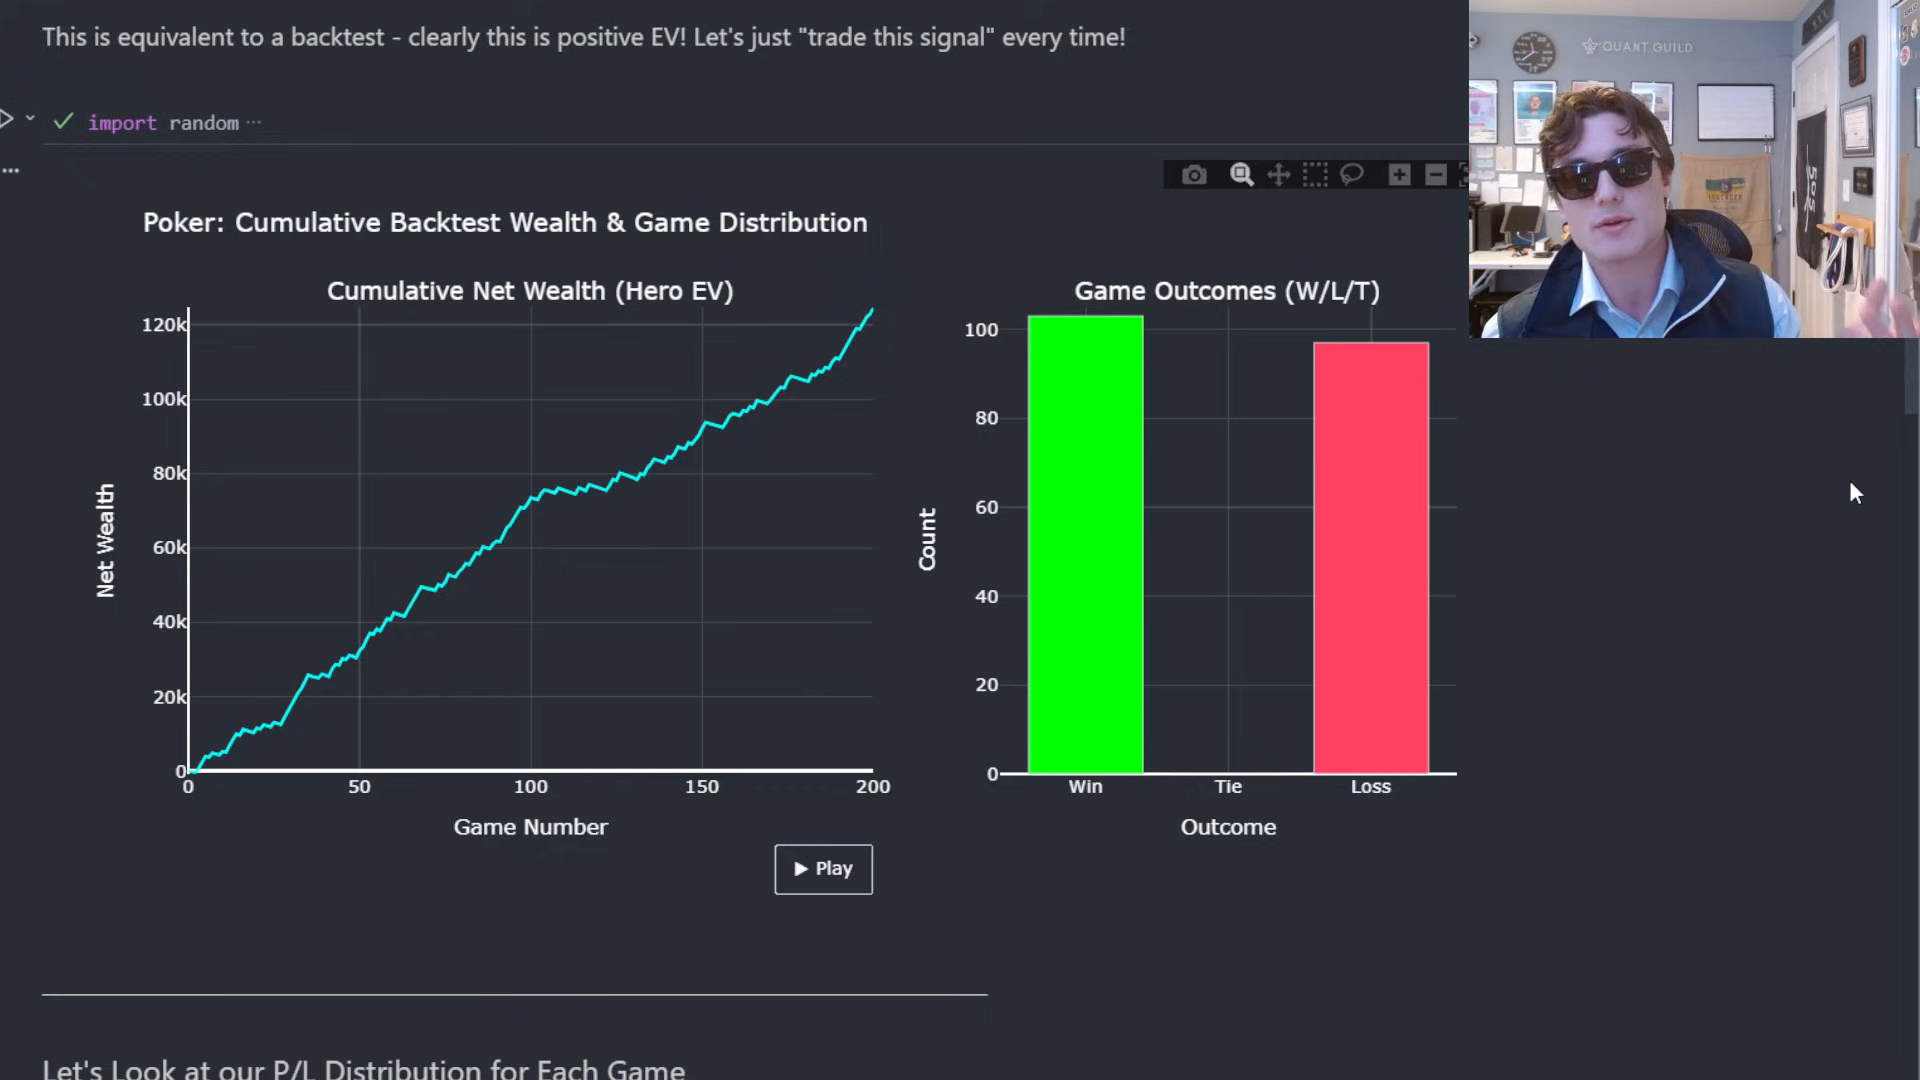 This is equivalent to a backtest - clearly this is positive EV! Let's just "trade this signal" every time!
import random ...
QUANT GUILD
Poker: Cumulative Backtest Wealth & Game Distribution
Cumulative Net Wealth (Hero EV)
120k
100k
80k
60k
40k
20k
0
Net Wealth
0 50 100 150 200
Game Number
Play
Game Outcomes (W/L/T)
100
80
60
40
20
0
Count
Win Tie Loss
Outcome
505
Let's Look at our P/L Distribution for Each Game